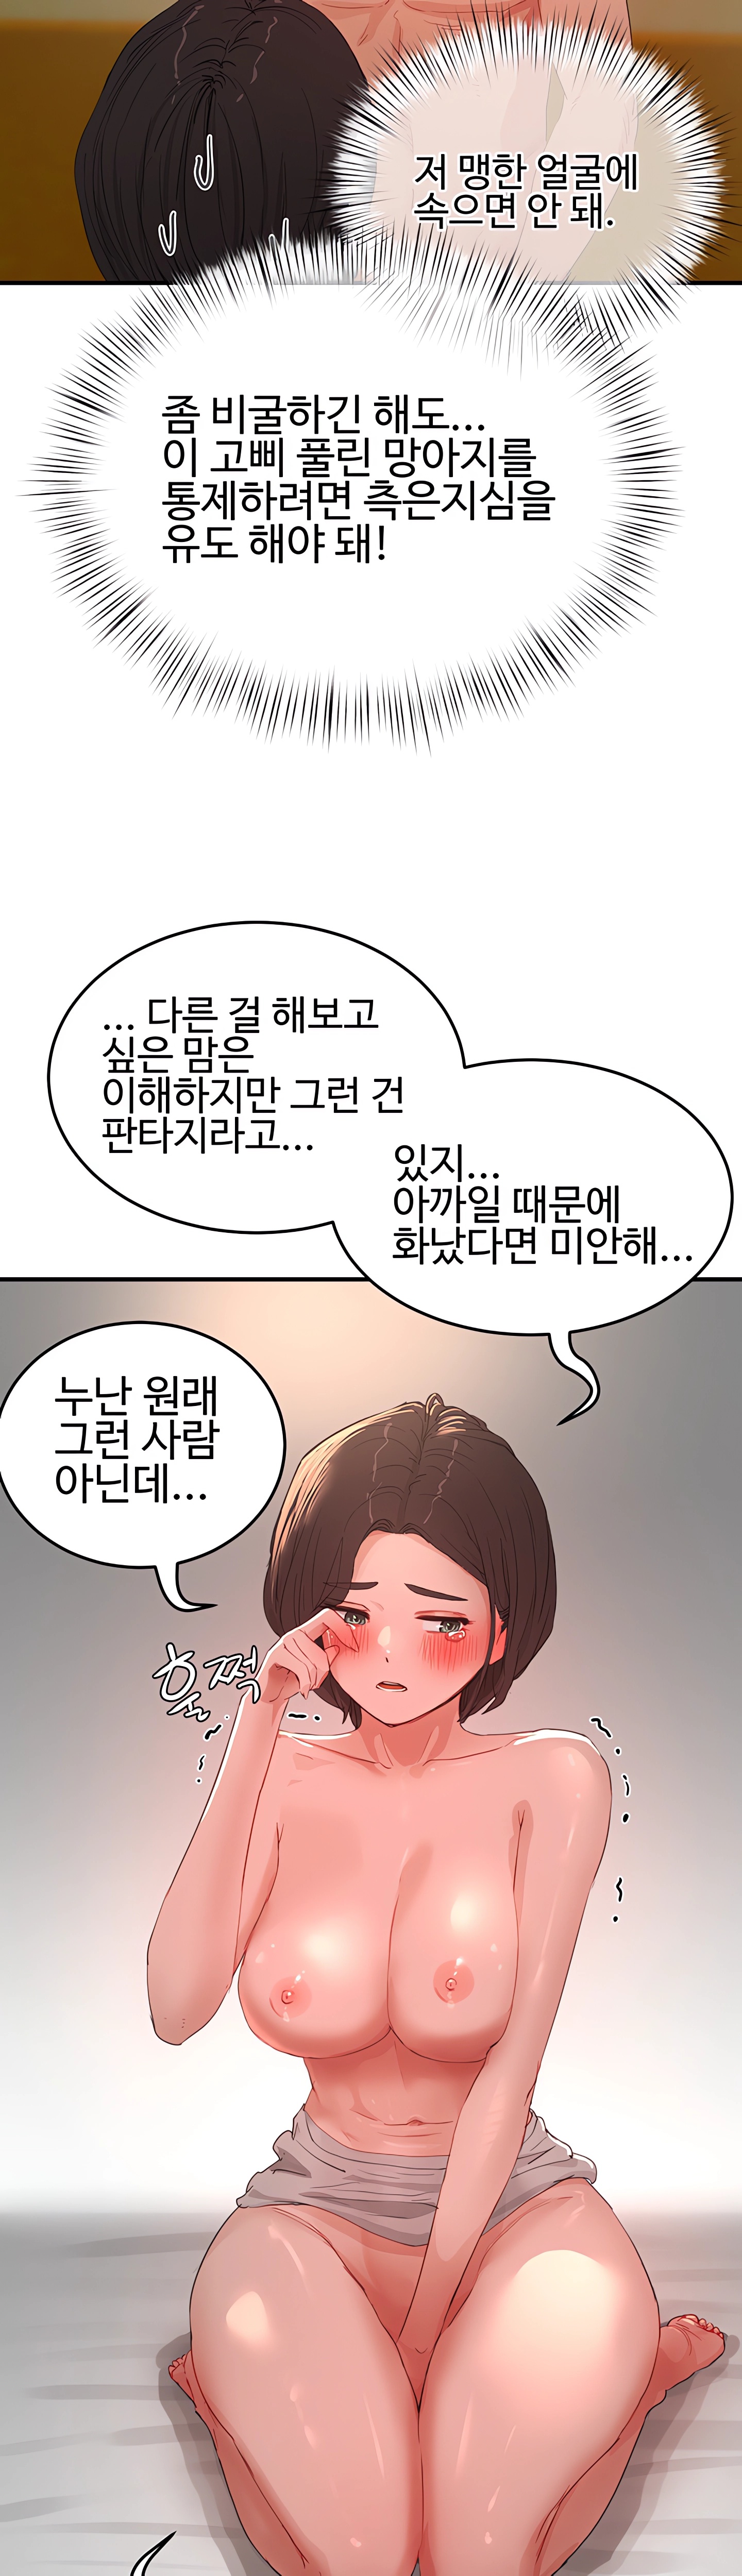 저 맹한 얼굴에
속으면 안 돼.
좀 비굴하긴 해도...
이 고삐 풀린 망아지를
통제하려면 측은지심을
유도 해야 돼!
... 다른 걸 해보고
싶은 맘은
이해하지만 그런 건
판타지라고...
있지...
아까일 때문에
화났다면 미안해...
누난 원래
그런 사람
아닌데...
훌쩍